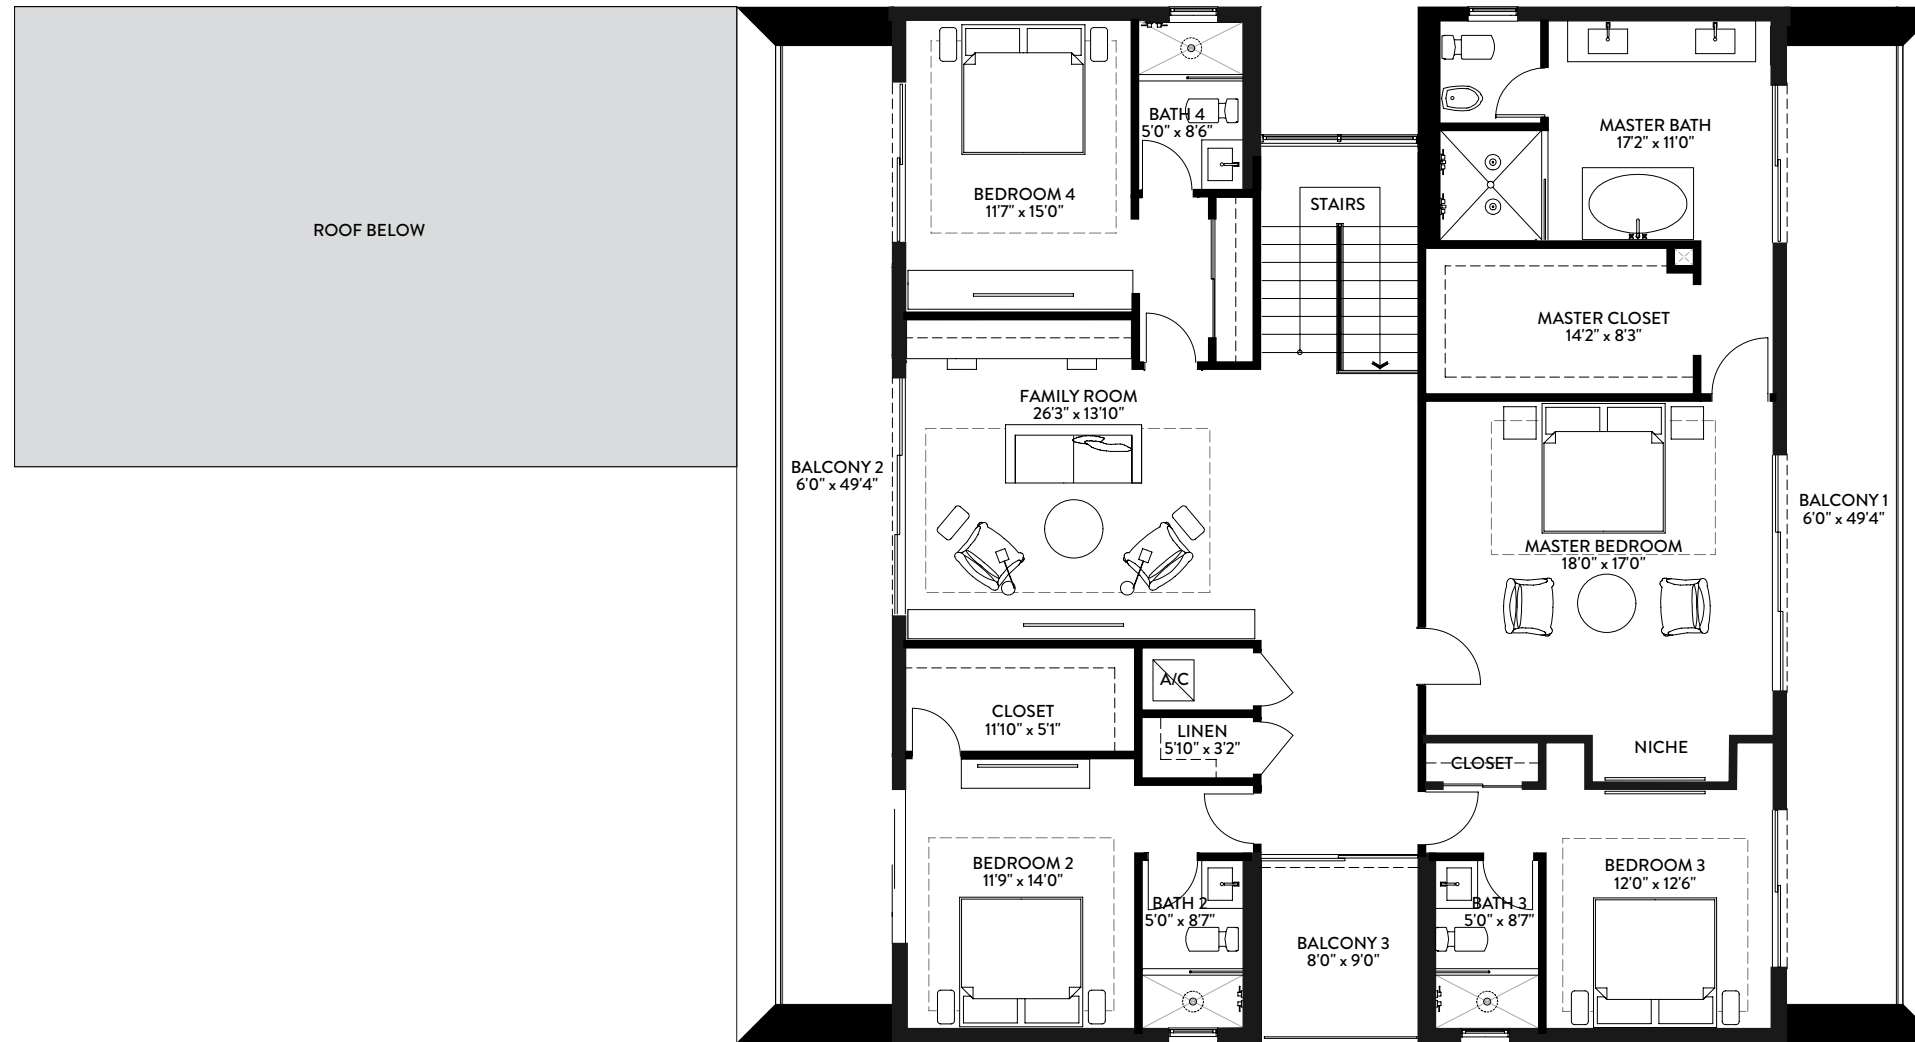 ROOF BELOW
BALCONY 2
6'0" x 49'4"
BEDROOM 4
11'7" x 15'0"
BATH 4
5'0" x 8'6"
STAIRS
MASTER BATH
17'2" x 11'0"
MASTER CLOSET
14'2" x 8'3"
FAMILY ROOM
26'3" x 13'10"
MASTER BEDROOM
18'0" x 17'0"
BALCONY 1
6'0" x 49'4"
A/C
CLOSET
11'10" x 5'1"
LINEN
5'10" x 3'2"
CLOSET
NICHE
BEDROOM 2
11'9" x 14'0"
BATH 2
5'0" x 8'7"
BALCONY 3
8'0" x 9'0"
BATH 3
5'0" x 8'7"
BEDROOM 3
12'0" x 12'6"